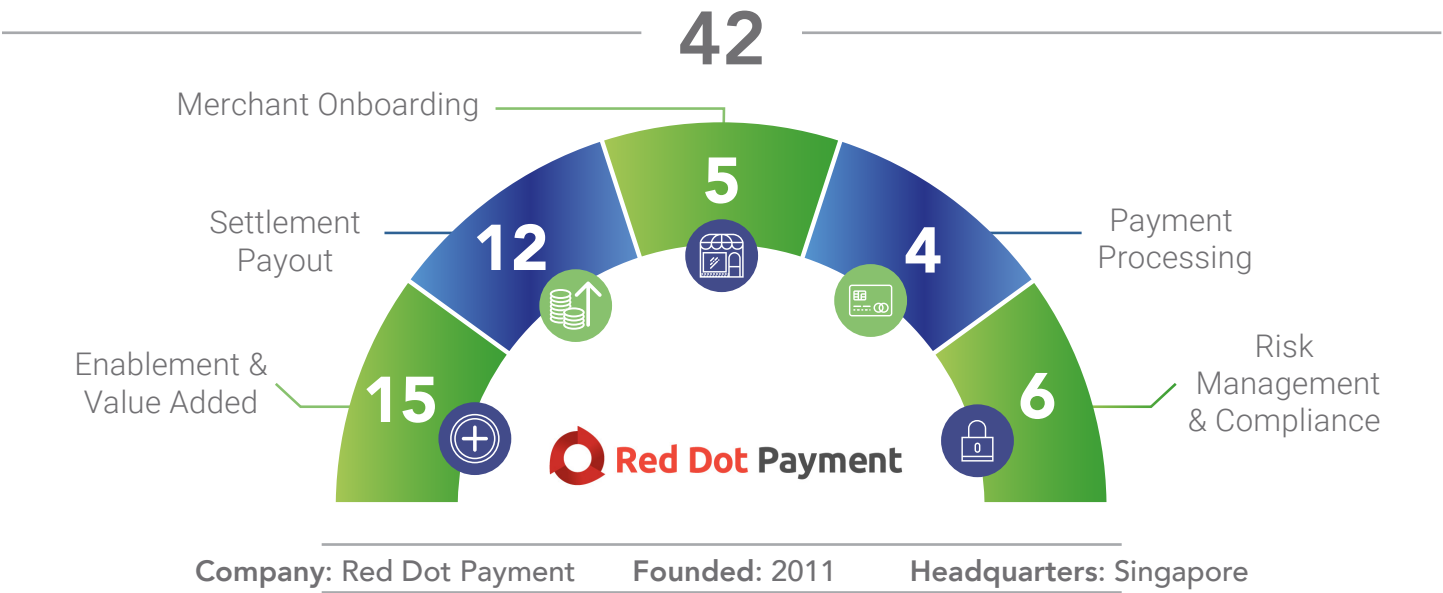 42
Merchant Onboarding
5
Settlement
Payout
12
4
Payment
Processing
Enablement &
Value Added
15
6
Risk
Management
& Compliance
Red Dot Payment
Company: Red Dot Payment Founded: 2011 Headquarters: Singapore